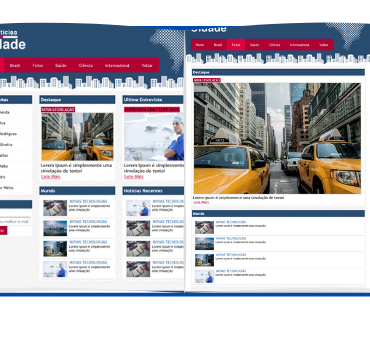 Cidade
Brasil Fotos Saúde Ciência Internacional Voltar
Destaque
NOVA LEGISLAÇÃO
Lorem Ipsum é simplesmente uma
simulação de texto!
Leia Mais
Mundo
NOVAS TECNOLOGIAS
Lorem Ipsum é simplesmente
uma simulação
NOVAS TECNOLOGIAS
Lorem Ipsum é simplesmente
uma simulação
NOVAS TECNOLOGIAS
Lorem Ipsum é simplesmente
uma simulação
NOVAS TECNOLOGIAS
Lorem Ipsum é simplesmente
uma simulação
Ultima Entrevista
Lorem Ipsum é simplesmente
simulação de texto!
Leia Mais
Notícias Recentes
NOVAS TECNOLOGIAS
Lorem Ipsum é simplesmente
uma simulação
NOVAS TECNOLOGIAS
Lorem Ipsum é simplesmente
uma simulação
NOVAS TECNOLOGIAS
Lorem Ipsum é simplesmente
uma simulação
NOVAS TECNOLOGIAS
Lorem Ipsum é simplesmente
uma simulação
Cidade
Home Brasil Fotos Saúde Ciência Internacional Voltar
Destaque
NOVA LEGISLAÇÃO
Lorem Ipsum é simplesmente uma simulação de texto!
Leia Mais
Mundo
NOVAS TECNOLOGIAS
Lorem Ipsum é simplesmente uma simulação
NOVAS TECNOLOGIAS
Lorem Ipsum é simplesmente uma simulação
NOVAS TECNOLOGIAS
Lorem Ipsum é simplesmente uma simulação
NOVAS TECNOLOGIAS
Lorem Ipsum é simplesmente uma simulação